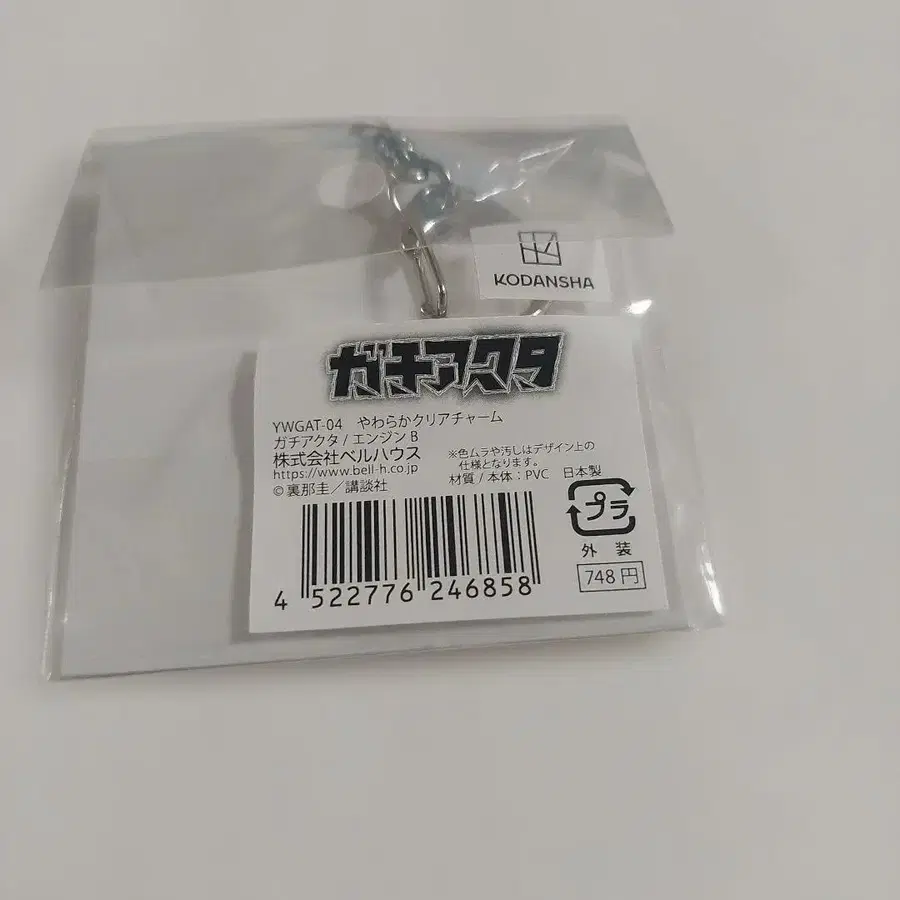 KODANSHA
ガチアクタ
YWGAT-04 やわらかクリアチャーム
ガチアクタ / エンジン B
株式会社ベルハウス
https://www.bell-h.co.jp
©裏那圭／講談社
※色ムラや汚しはデザイン上の
仕様となります。
材質 / 本体：PVC 日本製
プラ
外 装
748 円
4 522776 246858